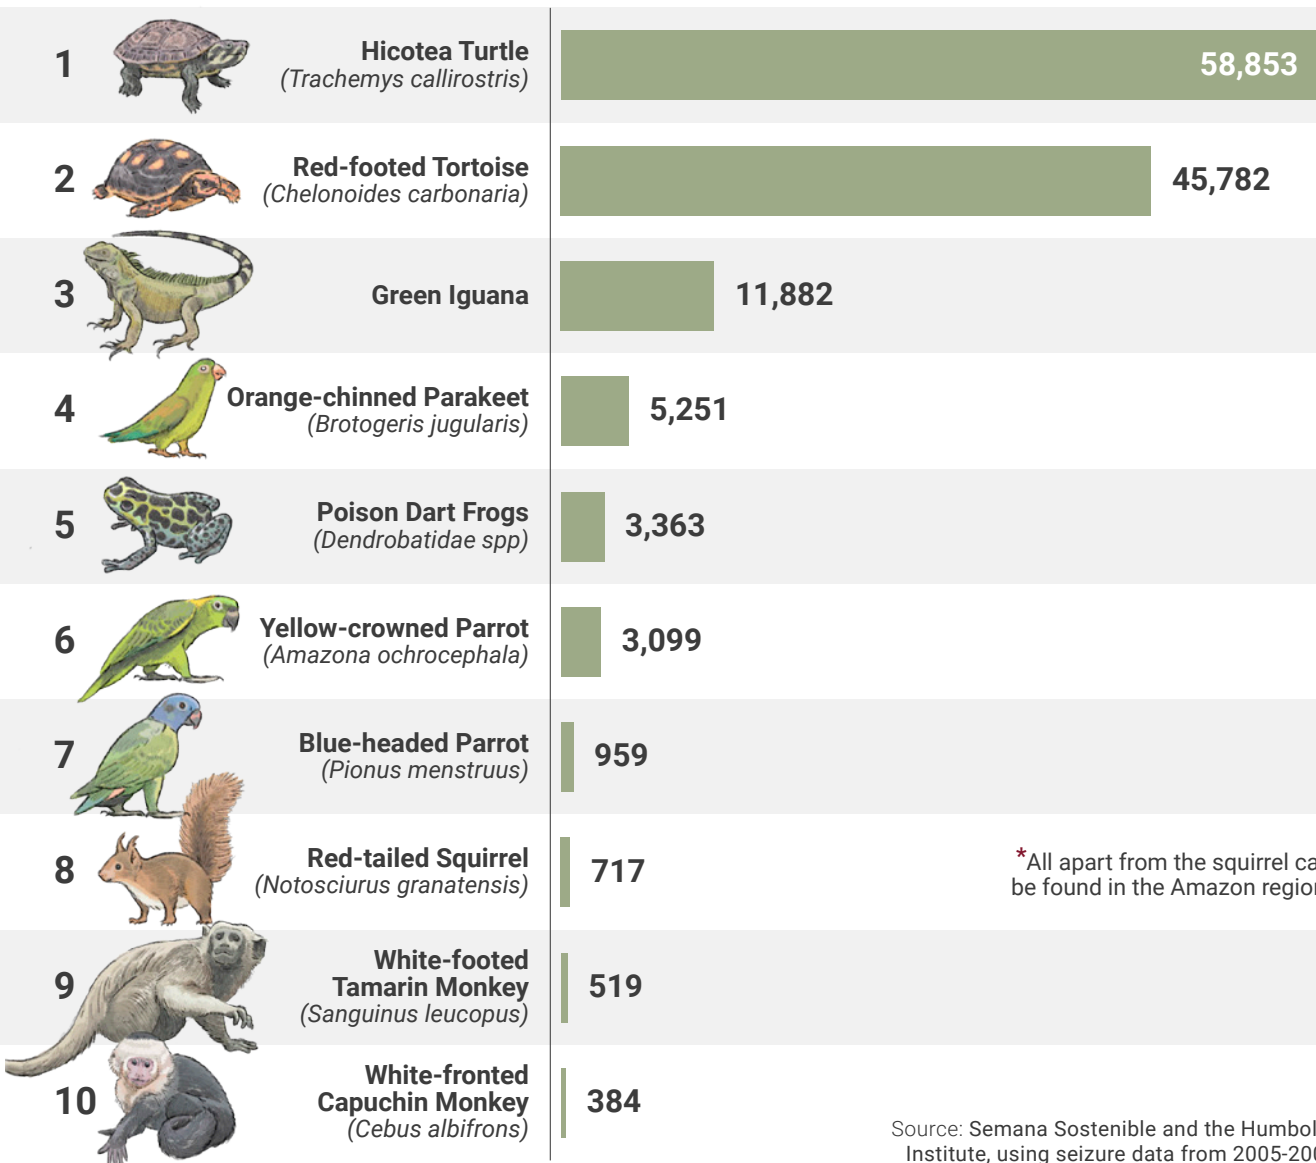 1
Hicotea Turtle
(Trachemys callirostris)
58,853
2
Red-footed Tortoise
(Chelonoides carbonaria)
45,782
3
Green Iguana
11,882
4
Orange-chinned Parakeet
(Brotogeris jugularis)
5,251
5
Poison Dart Frogs
(Dendrobatidae spp)
3,363
6
Yellow-crowned Parrot
(Amazona ochrocephala)
3,099
7
Blue-headed Parrot
(Pionus menstruus)
959
8
Red-tailed Squirrel
(Notosciurus granatensis)
717
*All apart from the squirrel
be found in the Amazon
9
White-footed
Tamarin Monkey
(Sanguinus leucopus)
519
10
White-fronted
Capuchin Monkey
(Cebus albifrons)
384
Source: Semana Sostenible and the
Institute, using seizure data from